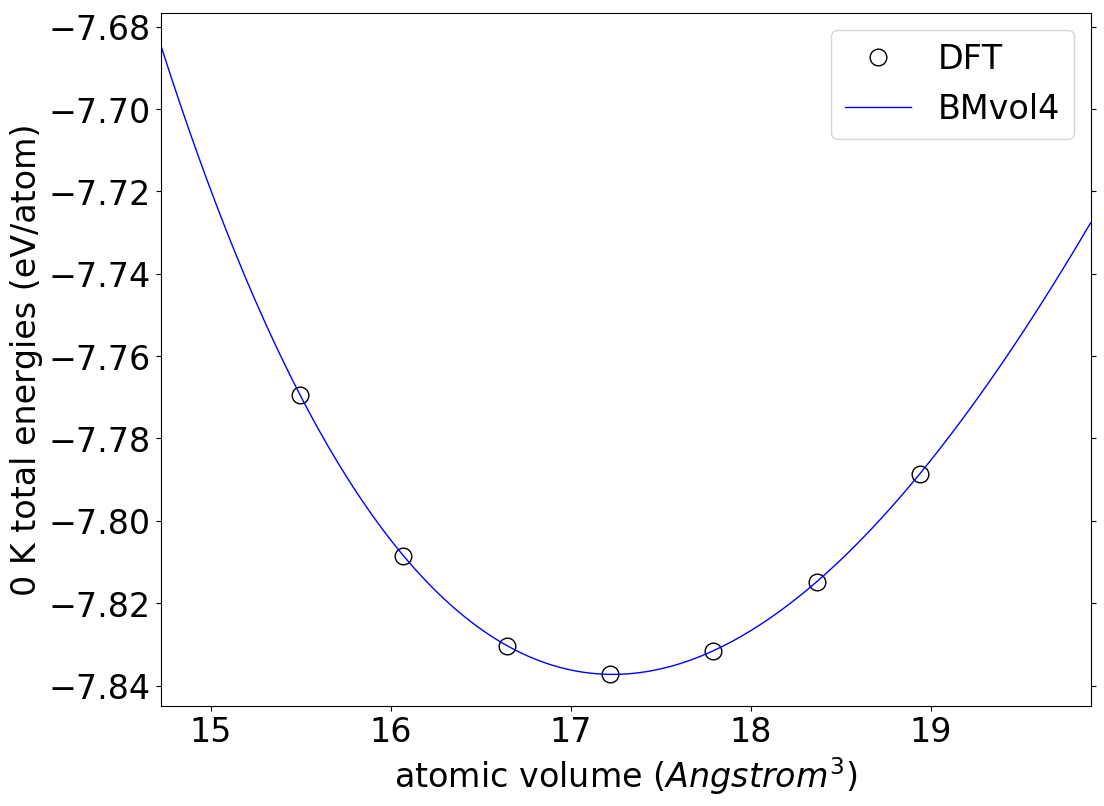 0 K total energies (eV/atom)
−7.68
−7.70
−7.72
−7.74
−7.76
−7.78
−7.80
−7.82
−7.84
DFT
BMvol4
15 16 17 18 19
atomic volume (Angstrom³)